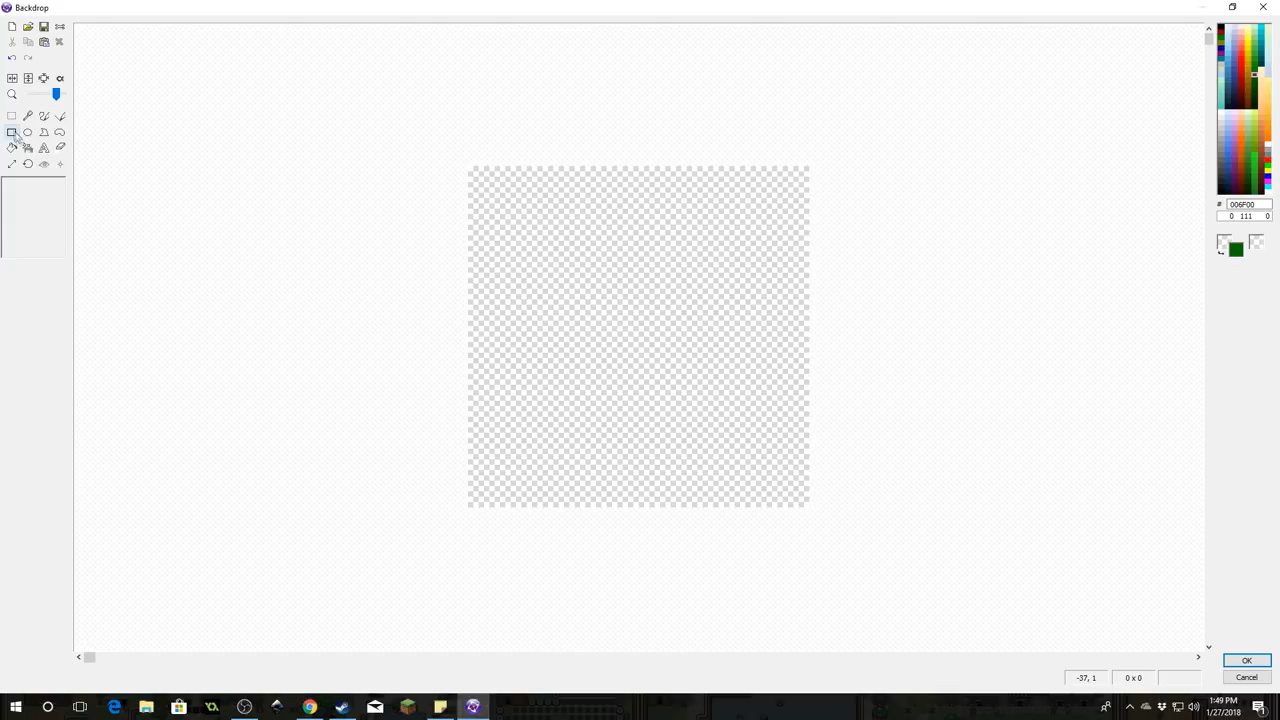 Backdrop
# 006F00
0 111 0
OK
Cancel
-37, 1
0 x 0
1:49 PM
1/27/2018